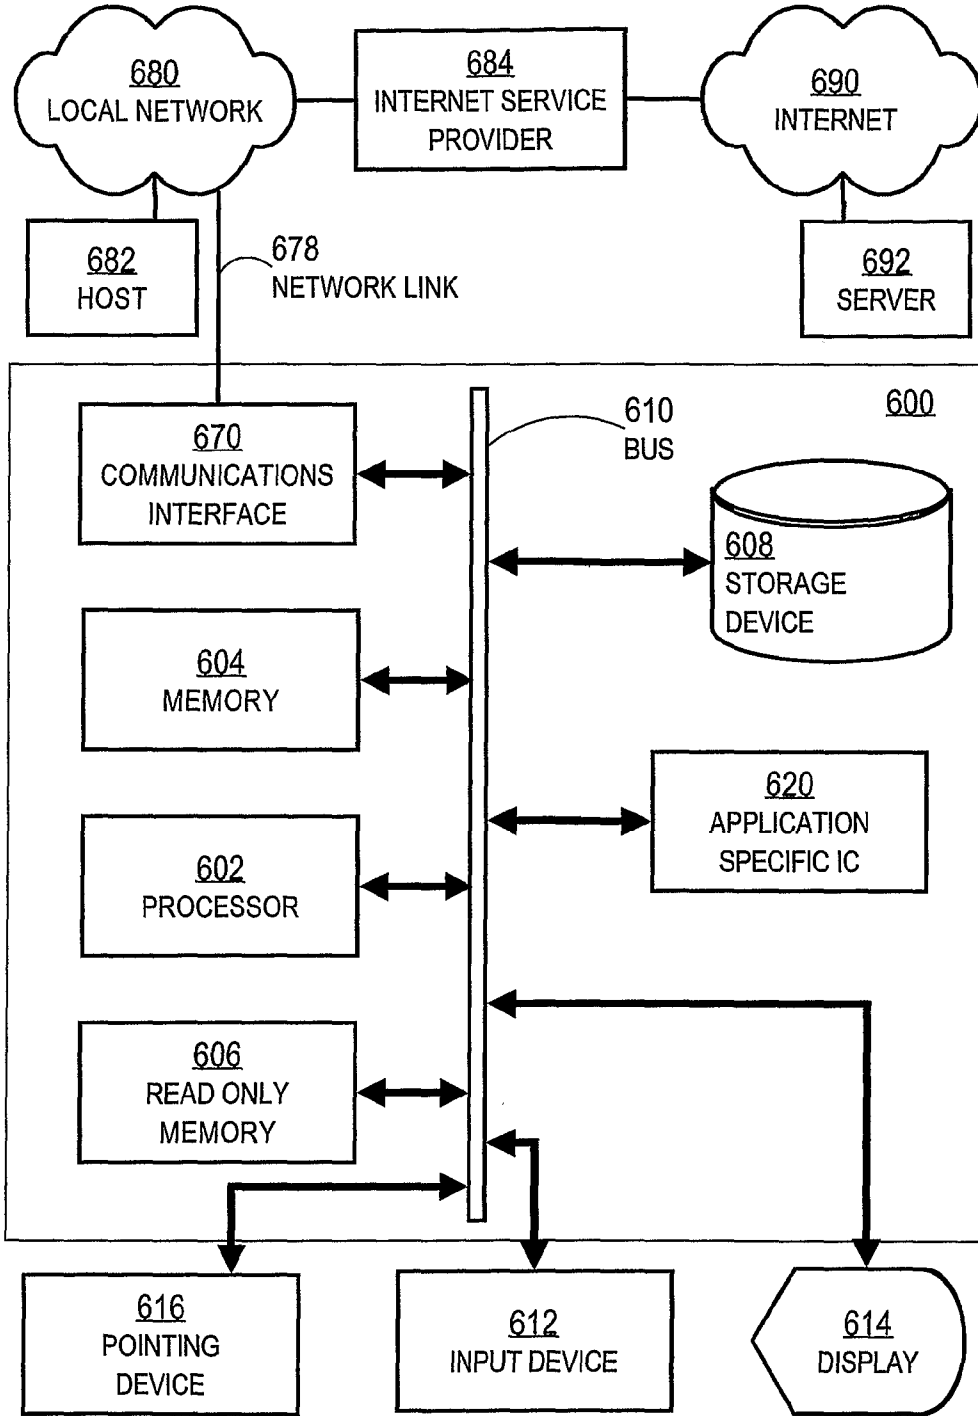 680
LOCAL NETWORK
684
INTERNET SERVICE
PROVIDER
690
INTERNET
682
HOST
678
NETWORK LINK
692
SERVER
600
670
COMMUNICATIONS
INTERFACE
610
BUS
608
STORAGE
DEVICE
604
MEMORY
620
APPLICATION
SPECIFIC IC
602
PROCESSOR
606
READ ONLY
MEMORY
616
POINTING
DEVICE
612
INPUT DEVICE
614
DISPLAY